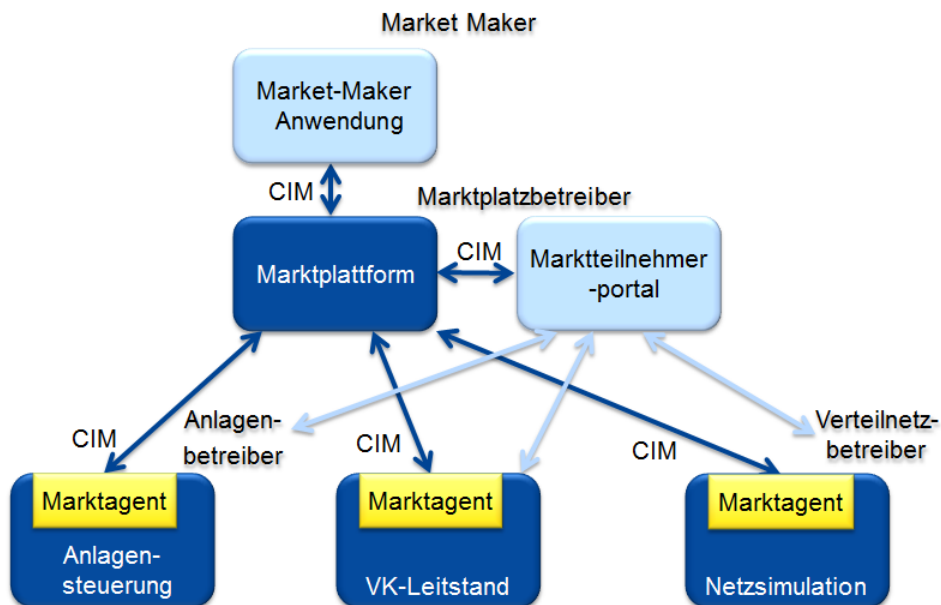 Market Maker
Market-Maker
Anwendung
CIM
Marktplatzbetreiber
Marktplattform
CIM
Marktteilnehmer
-portal
CIM
Anlagen-
betreiber
CIM
CIM
Verteilnetz-
betreiber
Marktagent
Anlagen-
steuerung
Marktagent
VK-Leitstand
Marktagent
Netzsimulation